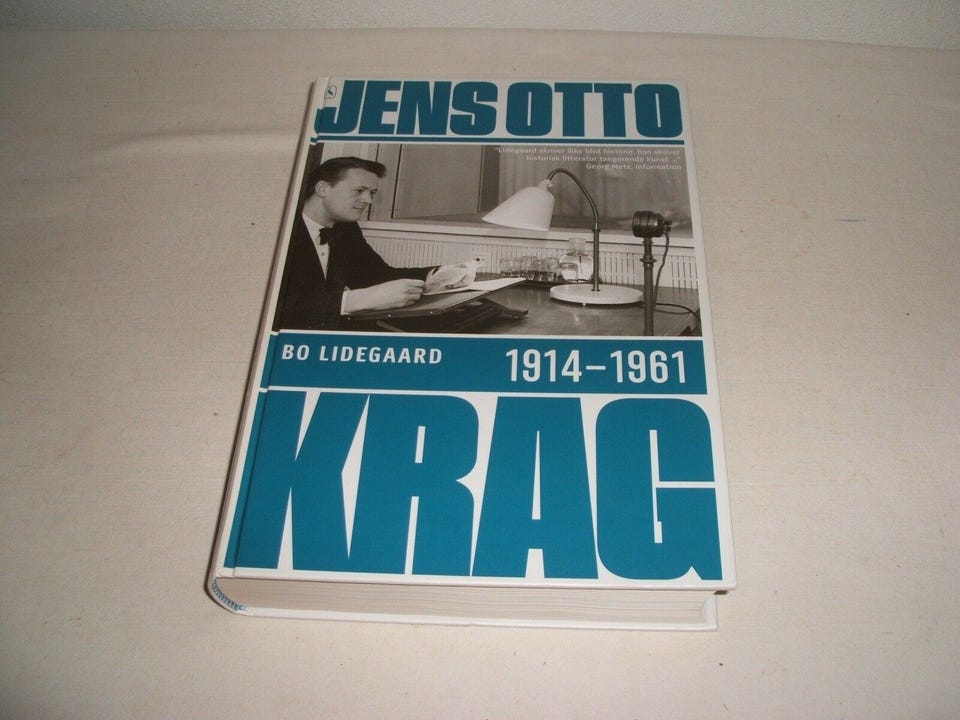 JENS OTTO
"Lidegaard skriver ikke blot historie, han skriver
historisk litteratur tangerende kunst ..."
Georg Metz, Information
BO LIDEGAARD
1914–1961
KRAG